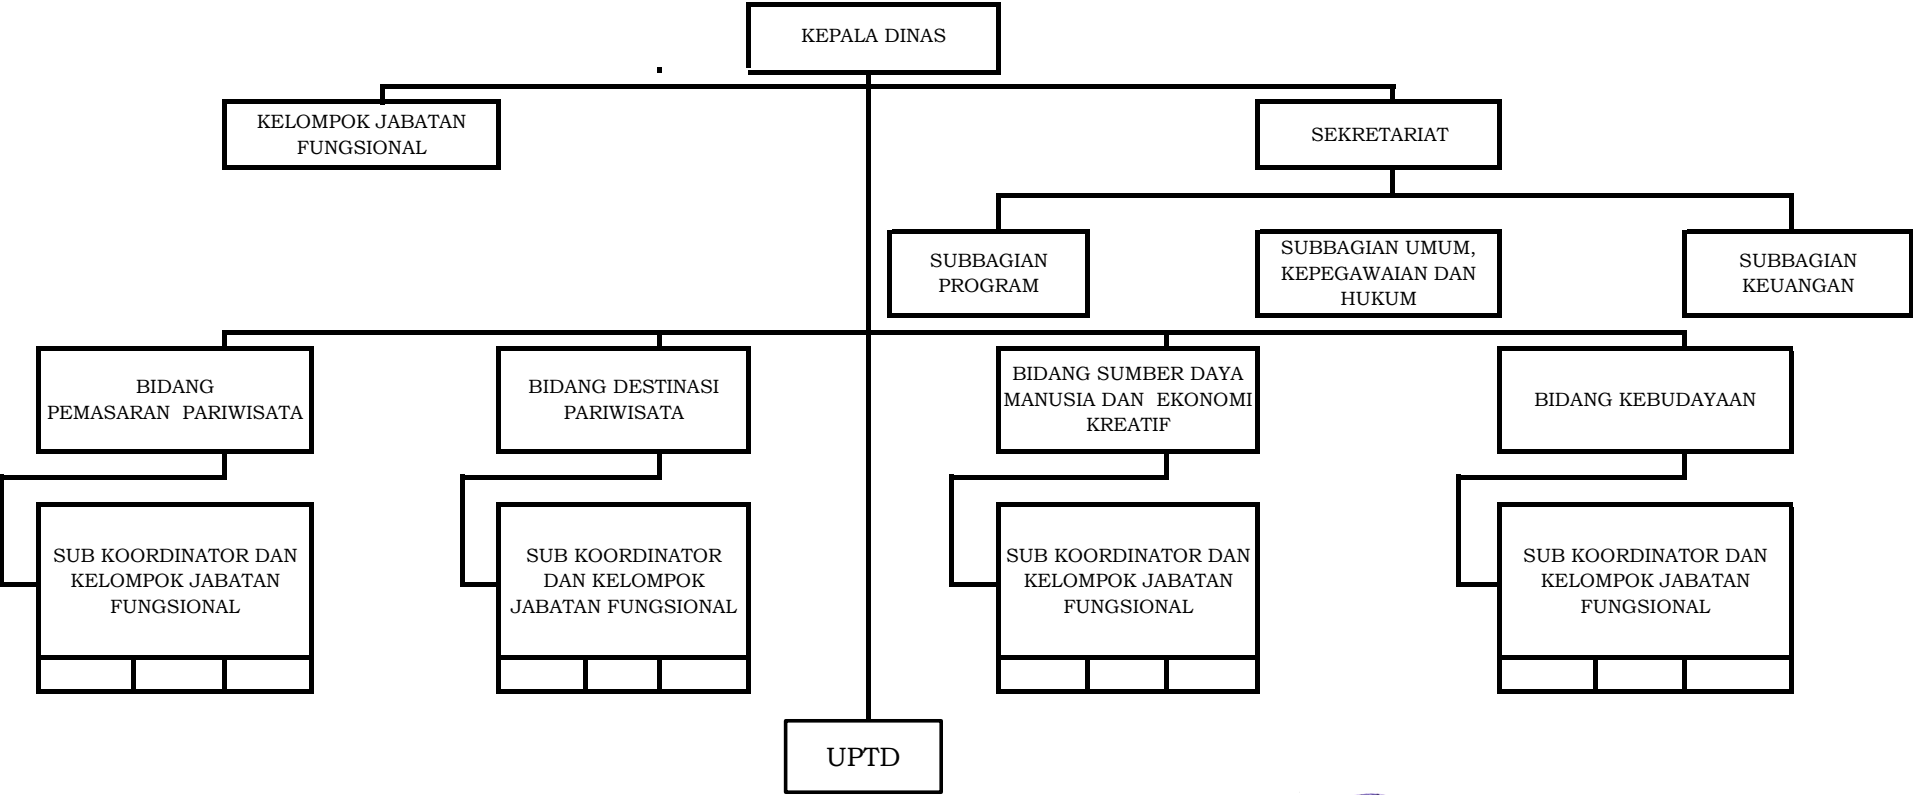 KEPALA DINAS
KELOMPOK JABATAN
FUNGSIONAL
SEKRETARIAT
SUBBAGIAN
PROGRAM
SUBBAGIAN UMUM,
KEPEGAWAIAN DAN
HUKUM
SUBBAGIAN
KEUANGAN
BIDANG
PEMASARAN PARIWISATA
BIDANG DESTINASI
PARIWISATA
BIDANG SUMBER DAYA
MANUSIA DAN EKONOMI
KREATIF
BIDANG KEBUDAYAAN
SUB KOORDINATOR DAN
KELOMPOK JABATAN
FUNGSIONAL
SUB KOORDINATOR
DAN KELOMPOK
JABATAN FUNGSIONAL
SUB KOORDINATOR DAN
KELOMPOK JABATAN
FUNGSIONAL
SUB KOORDINATOR DAN
KELOMPOK JABATAN
FUNGSIONAL
UPTD